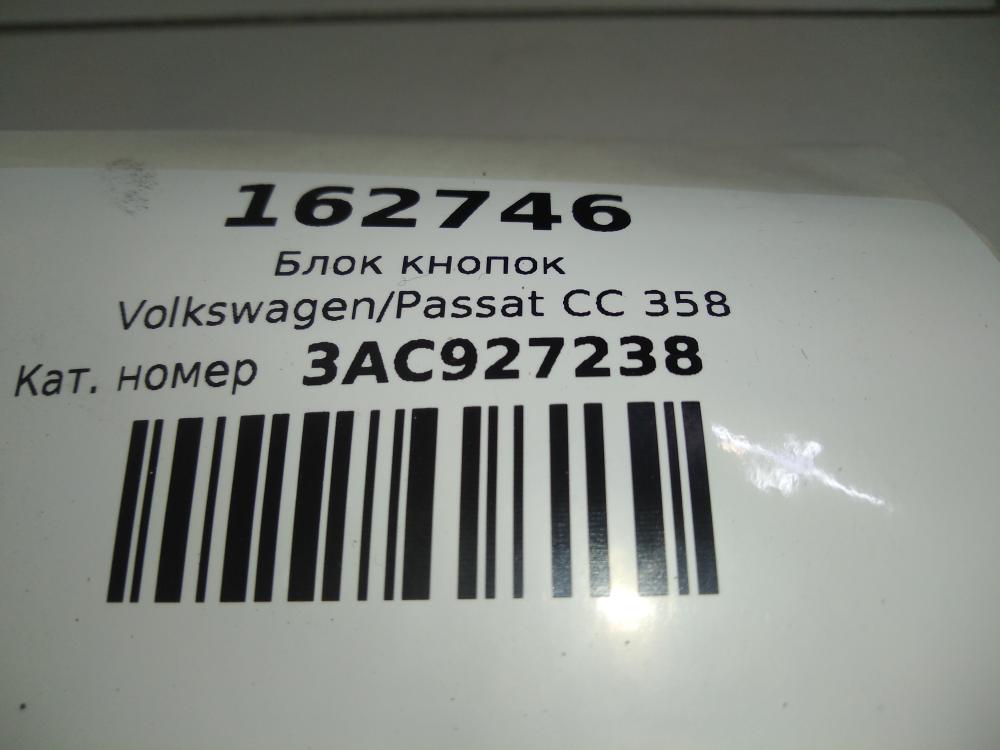 162746
Блок кнопок
Volkswagen/Passat CC 358
Кат. номер 3AC927238